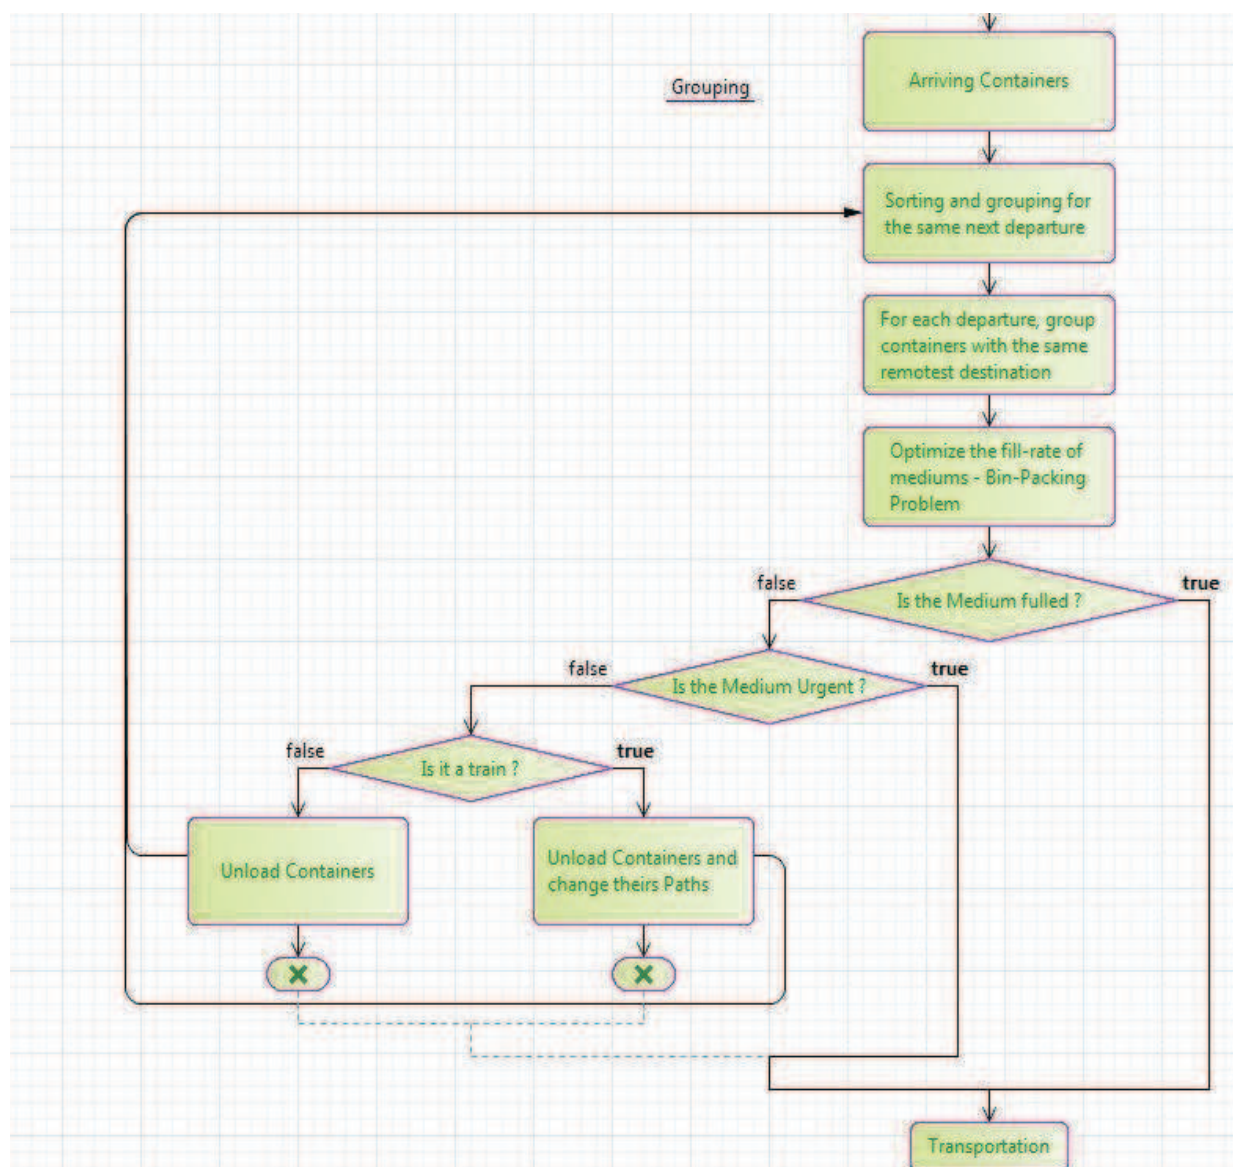 Grouping
Arriving Containers
Sorting and grouping for
the same next departure
For each departure, group
containers with the same
remotest destination
Optimize the fill-rate of
mediums - Bin-Packing
Problem
false
Is the Medium fulled ?
true
false
Is the Medium Urgent ?
true
false
Is it a train ?
true
Unload Containers
Unload Containers and
change theirs Paths
Transportation